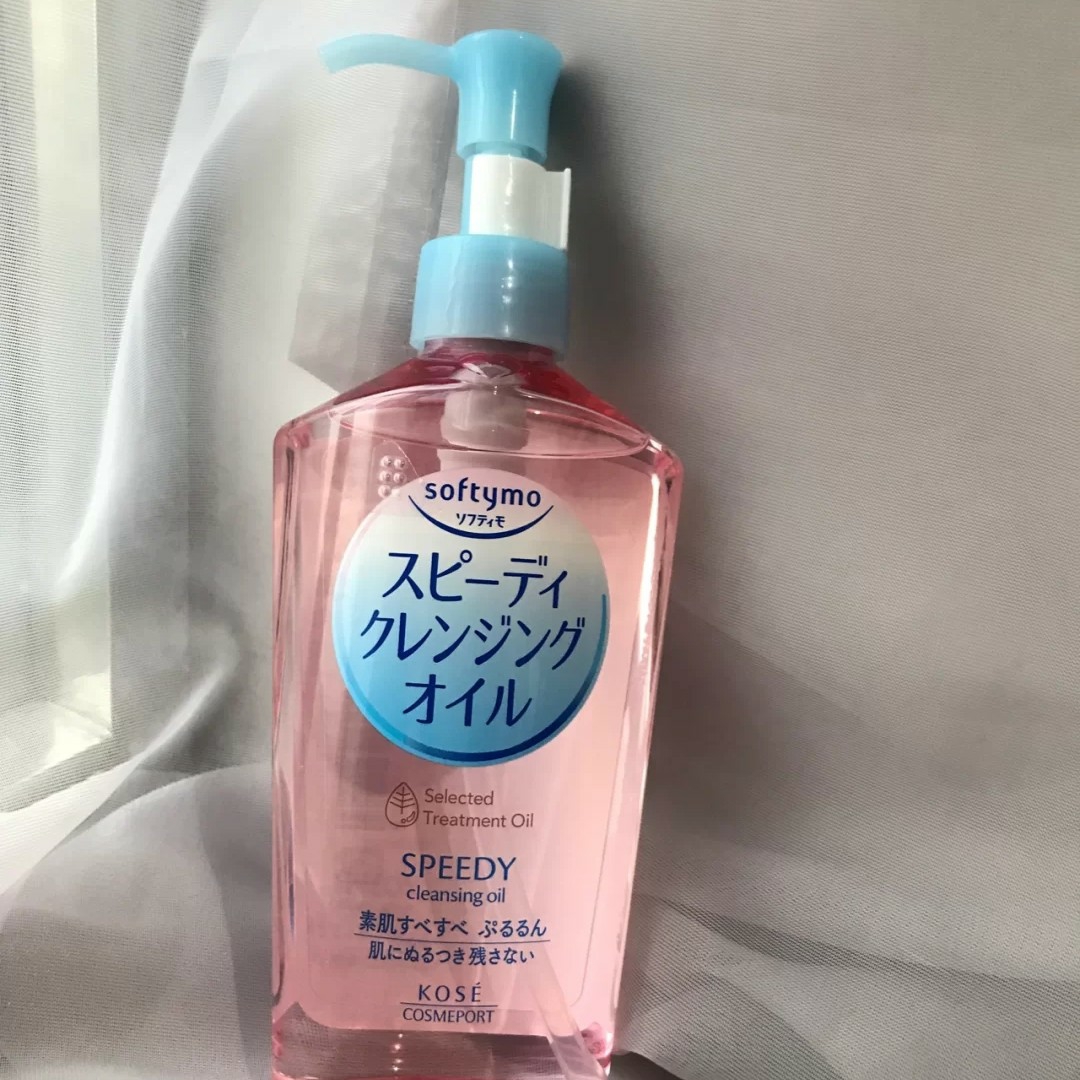 softymo
ソフティモ
スピーディ
クレンジング
オイル
Selected
Treatment Oil
SPEEDY
cleansing oil
素肌すべすべ ぷるるん
肌にぬるつき残さない
KOSÉ
COSMEPORT